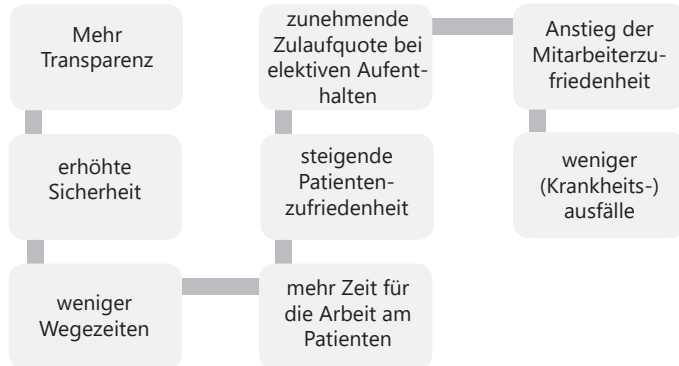 Mehr
Transparenz
erhöhte
Sicherheit
weniger
Wegezeiten
mehr Zeit für
die Arbeit am
Patienten
steigende
Patienten-
zufriedenheit
zunehmende
Zulaufquote bei
elektiven Aufent-
halten
Anstieg der
Mitarbeiterzu-
friedenheit
weniger
(Krankheits-)
ausfälle